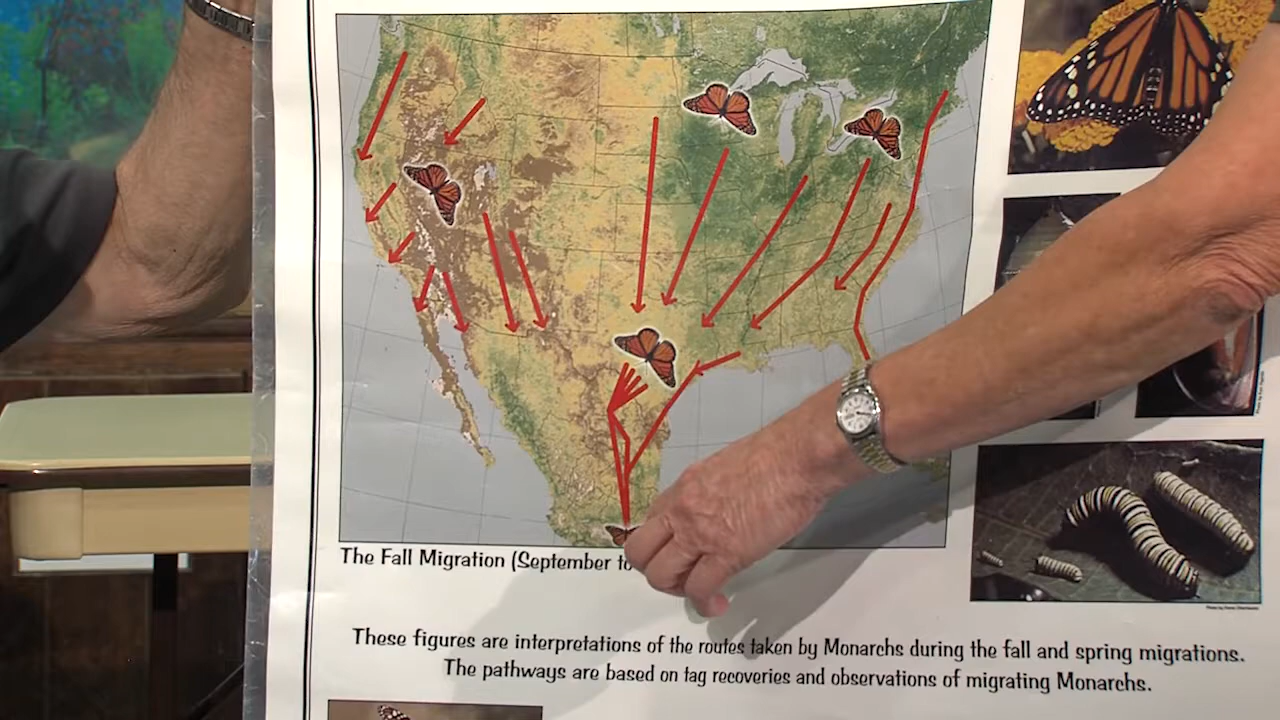 The Fall Migration (September to
These figures are interpretations of the routes taken by Monarchs during the fall and spring migrations.
The pathways are based on tag recoveries and observations of migrating Monarchs.